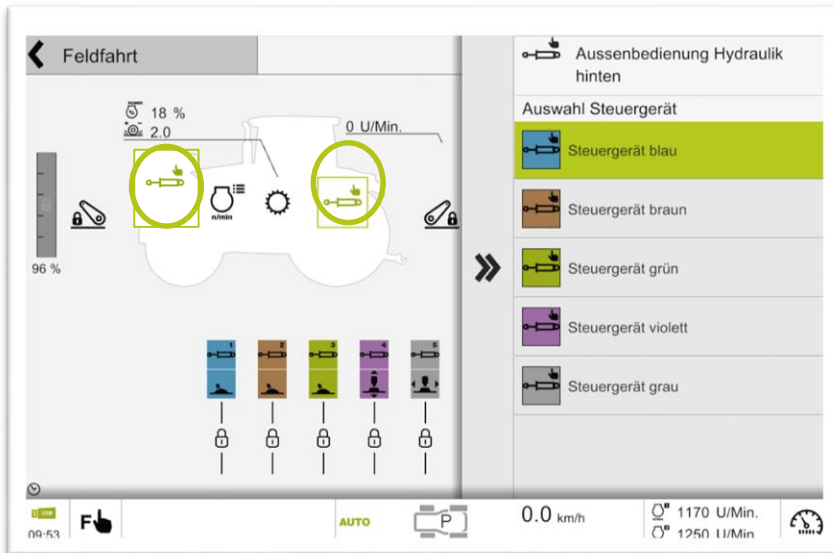 Feldfahrt
18 %
2.0
0 U/Min.
n/min
96 %
1 2 3 4 5
Aussenbedienung Hydraulik
hinten
Auswahl Steuergerät
Steuergerät blau
Steuergerät braun
Steuergerät grün
Steuergerät violett
Steuergerät grau
09:53
F
AUTO
P
0.0 km/h
1170 U/Min.
1250 U/Min